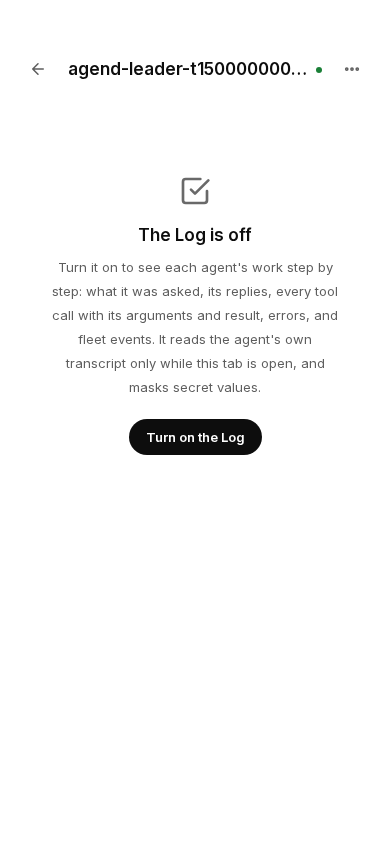 agend-leader-t150000000...
The Log is off
Turn it on to see each agent's work step by
step: what it was asked, its replies, every tool
call with its arguments and result, errors, and
fleet events. It reads the agent's own
transcript only while this tab is open, and
masks secret values.
Turn on the Log